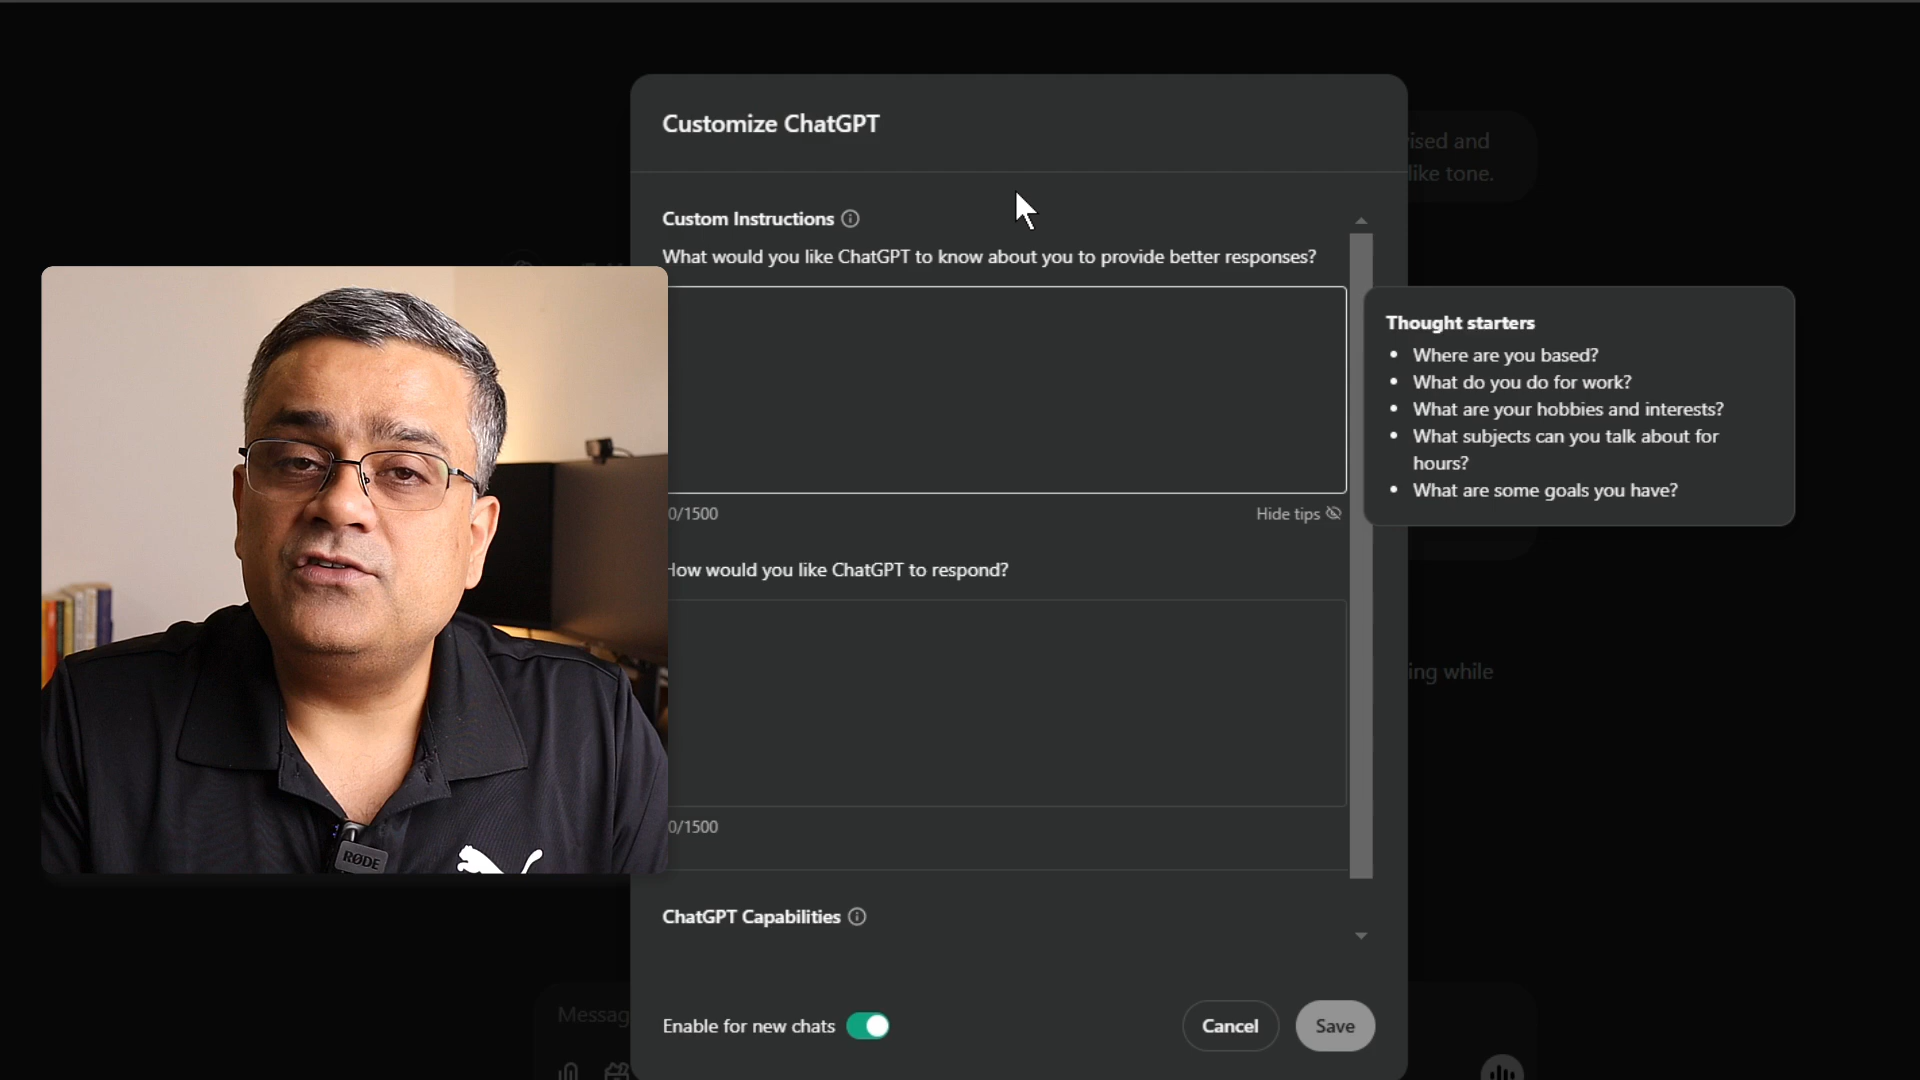 Customize ChatGPT
ised and
like tone.
Custom Instructions
What would you like ChatGPT to know about you to provide better responses?
Thought starters
• Where are you based?
• What do you do for work?
• What are your hobbies and interests?
• What subjects can you talk about for
hours?
• What are some goals you have?
0/1500
Hide tips
How would you like ChatGPT to respond?
ing while
0/1500
RØDE
ChatGPT Capabilities
Messag
Enable for new chats
Cancel
Save